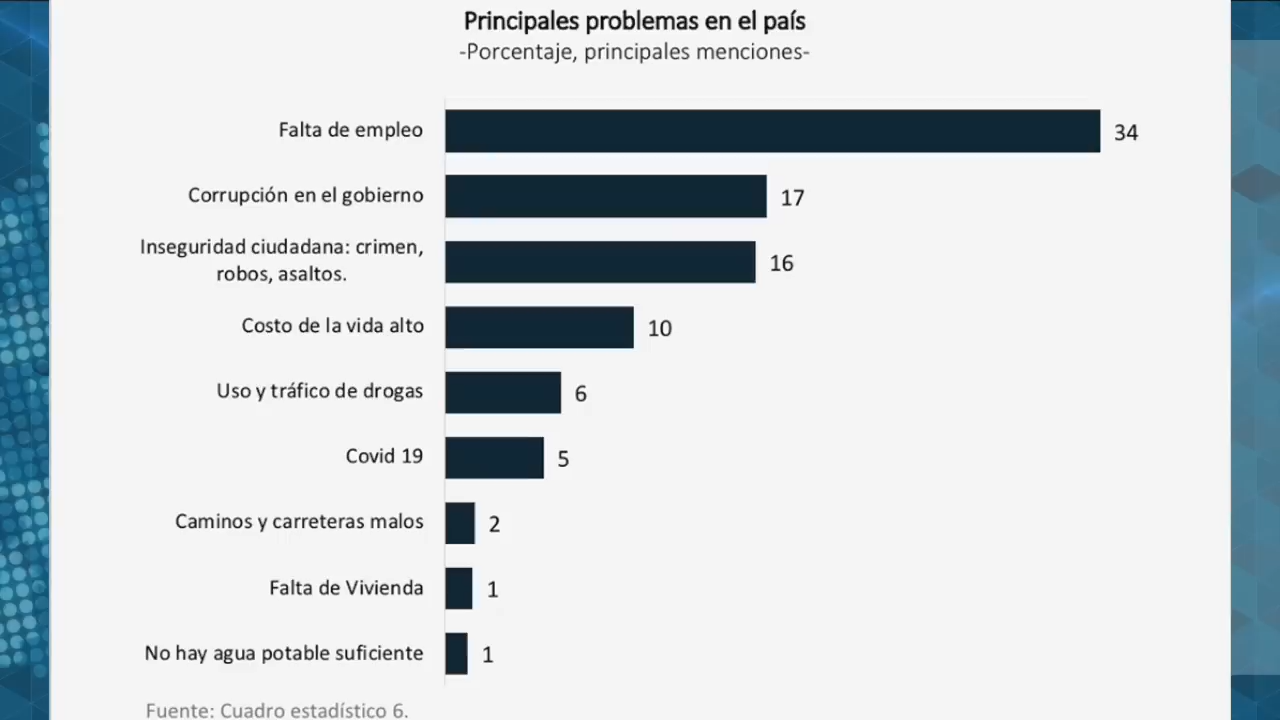 Principales problemas en el país
-Porcentaje, principales menciones-
Falta de empleo
34
Corrupción en el gobierno
17
Inseguridad ciudadana: crimen,
robos, asaltos.
16
Costo de la vida alto
10
Uso y tráfico de drogas
6
Covid 19
5
Caminos y carreteras malos
2
Falta de Vivienda
1
No hay agua potable suficiente
1
Fuente: Cuadro estadístico 6.